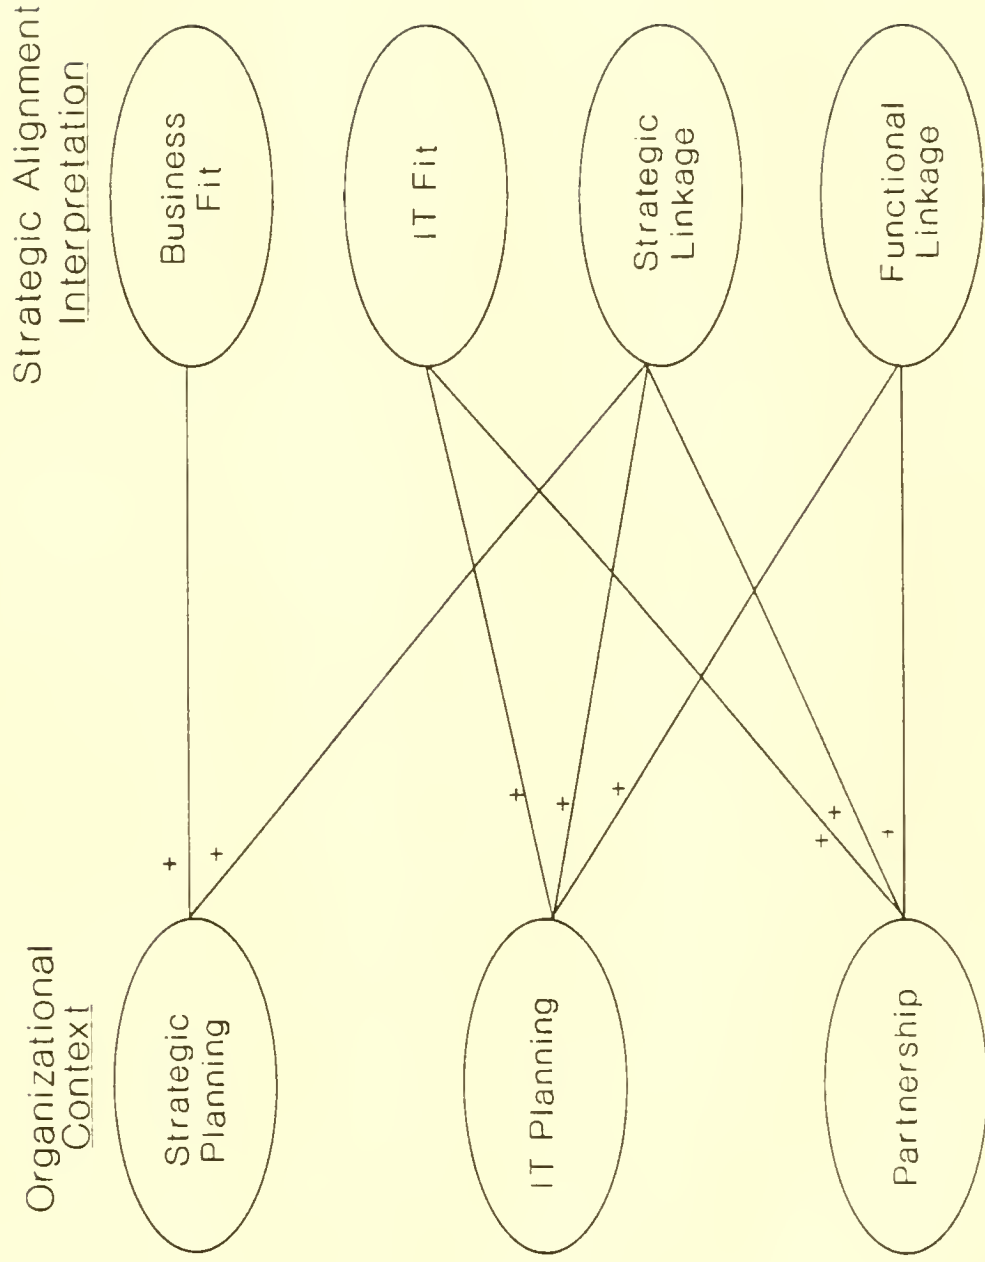 Organizational
Context
Strategic
Planning
IT Planning
Partnership
Strategic Alignment
Interpretation
Business
Fit
IT Fit
Strategic
Linkage
Functional
Linkage
+
+
+
+
+
+
+
+